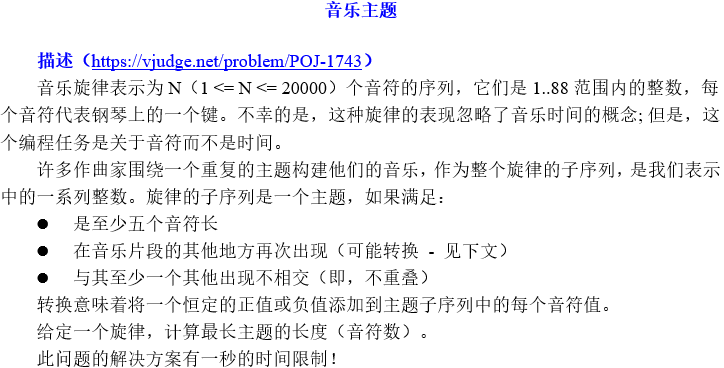 音乐主题
描述（https://vjudge.net/problem/POJ-1743）
音乐旋律表示为 N（1 <= N <= 20000）个音符的序列，它们是 1..88 范围内的整数，每
个音符代表钢琴上的一个键。不幸的是，这种旋律的表现忽略了音乐时间的概念; 但是，这
个编程任务是关于音符而不是时间。
许多作曲家围绕一个重复的主题构建他们的音乐，作为整个旋律的子序列，是我们表示
中的一系列整数。旋律的子序列是一个主题，如果满足：
● 是至少五个音符长
● 在音乐片段的其他地方再次出现（可能转换 - 见下文）
● 与其至少一个其他出现不相交（即，不重叠）
转换意味着将一个恒定的正值或负值添加到主题子序列中的每个音符值。
给定一个旋律，计算最长主题的长度（音符数）。
此问题的解决方案有一秒的时间限制！